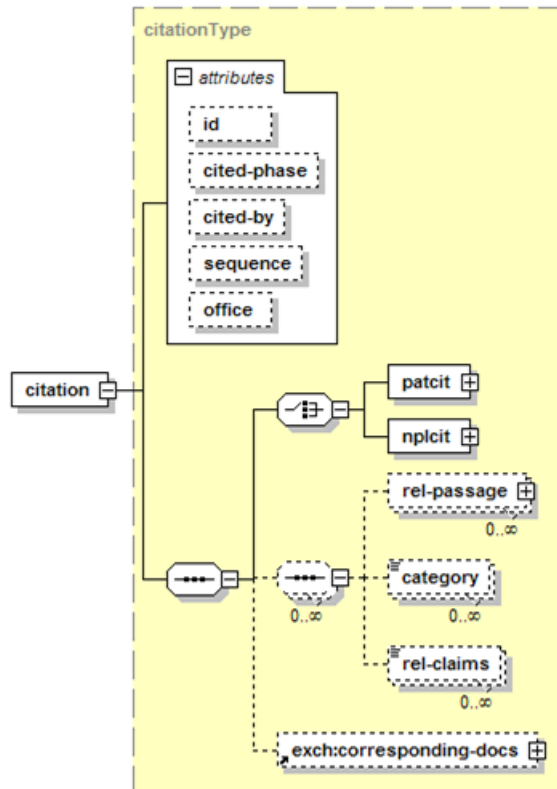 citationType
attributes
id
cited-phase
cited-by
sequence
office
citation
patcit
nplcit
rel-passage
0..∞
0..∞
category
0..∞
rel-claims
0..∞
exch:corresponding-docs